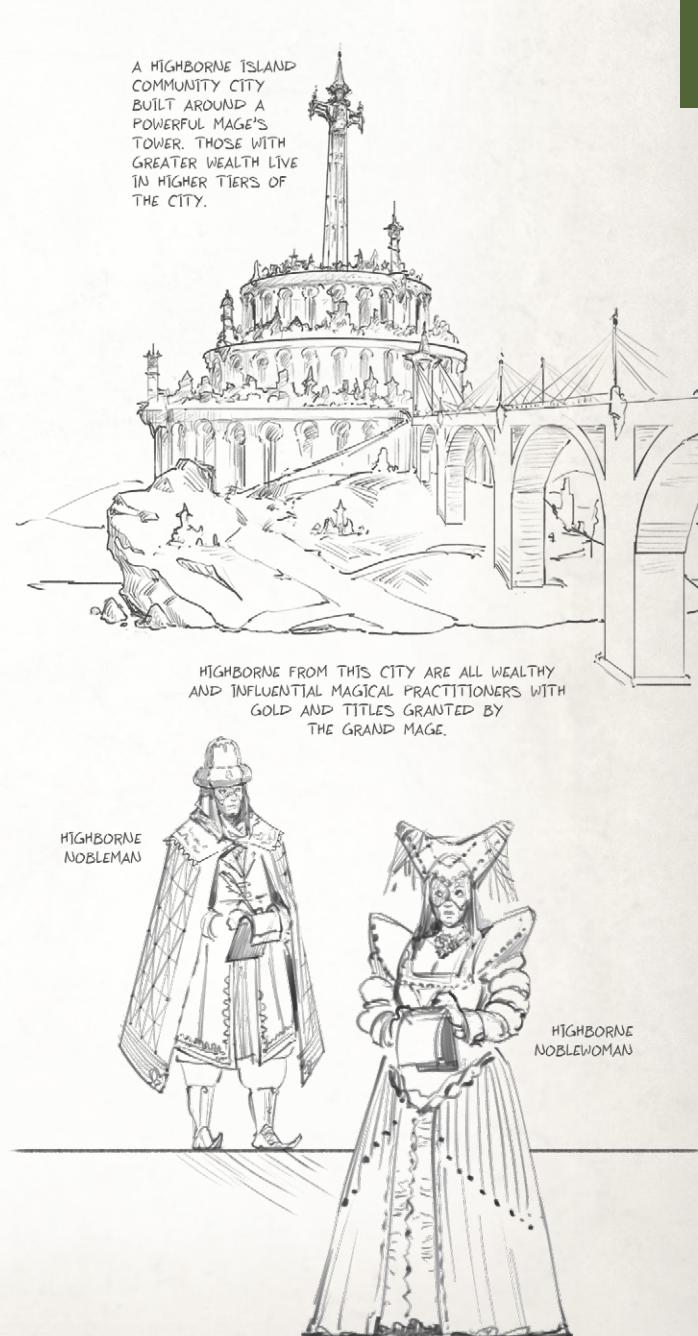 A HIGHBORNE ISLAND
COMMUNITY CITY
BUILT AROUND A
POWERFUL MAGE'S
TOWER. THOSE WITH
GREATER WEALTH LIVE
IN HIGHER TIERS OF
THE CITY.
HIGHBORNE FROM THIS CITY ARE ALL WEALTHY
AND INFLUENTIAL MAGICAL PRACTITIONERS WITH
GOLD AND TITLES GRANTED BY
THE GRAND MAGE.
HIGHBORNE
NOBLEMAN
HIGHBORNE
NOBLEWOMAN